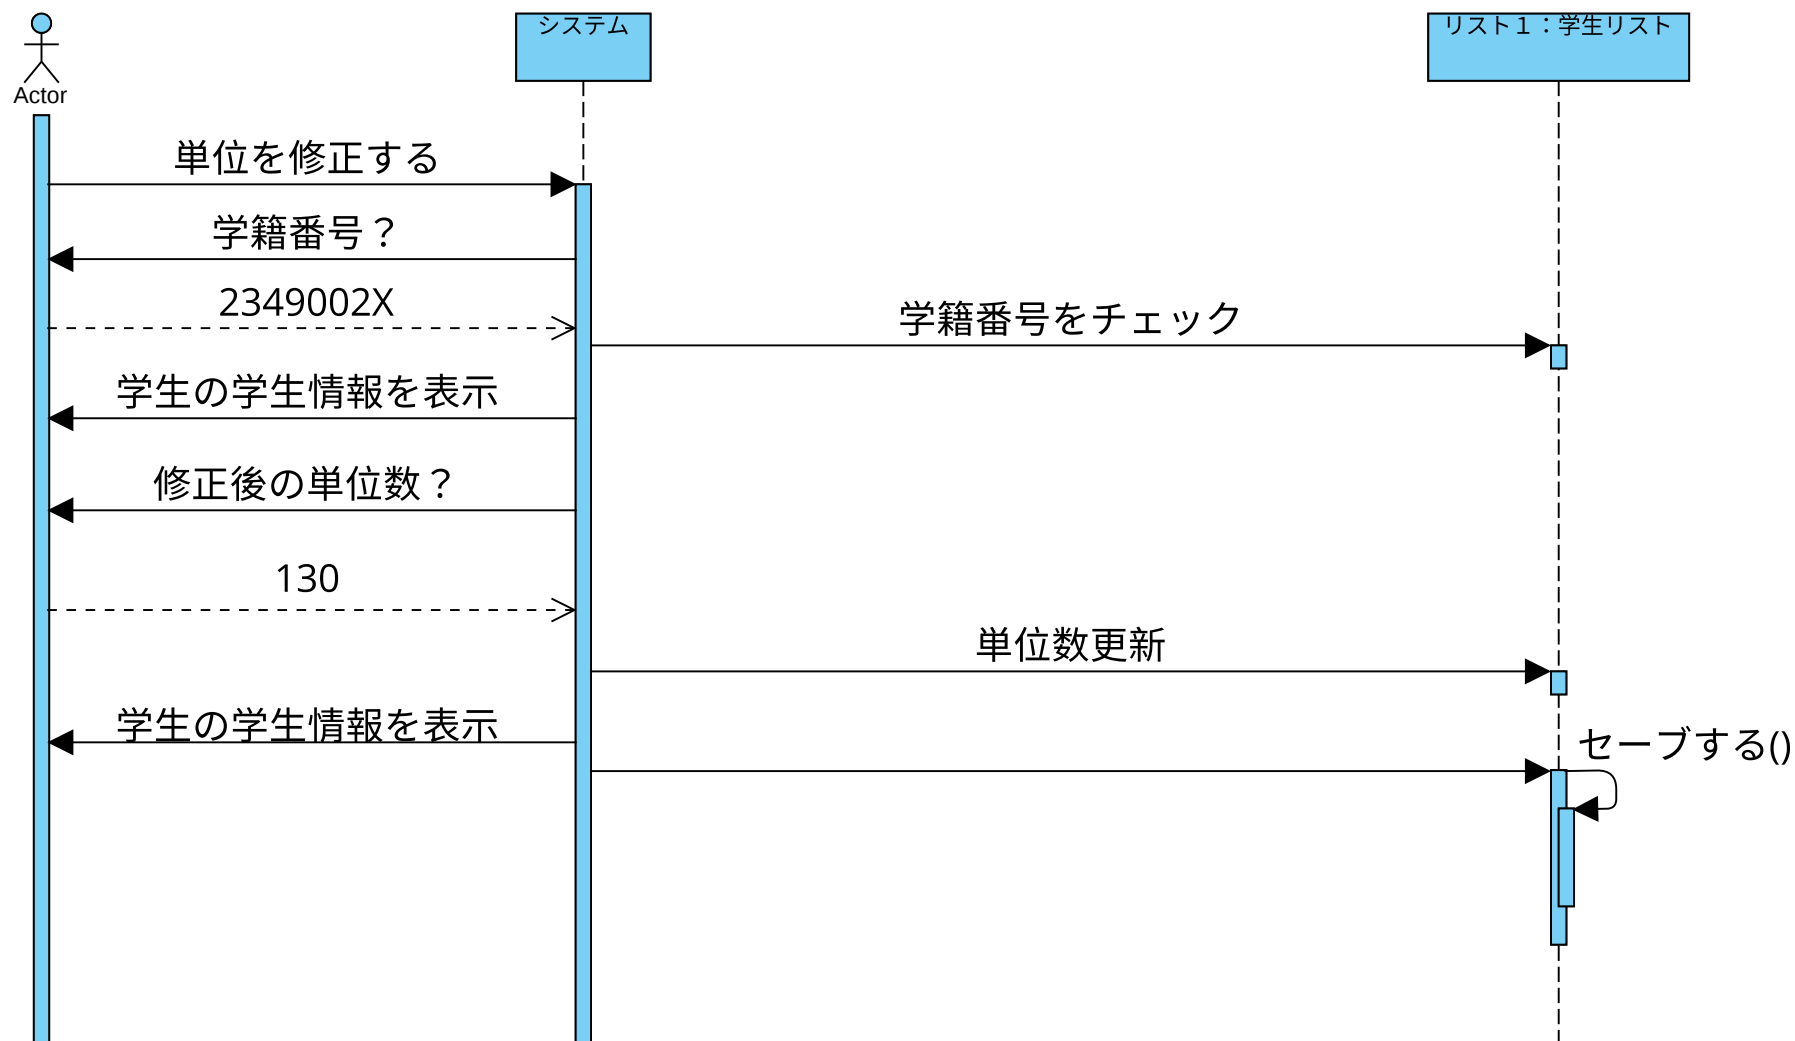 Actor
システム
リスト１：学生リスト
単位を修正する
学籍番号？
2349002X
学籍番号をチェック
学生の学生情報を表示
修正後の単位数？
130
単位数更新
学生の学生情報を表示
セーブする()